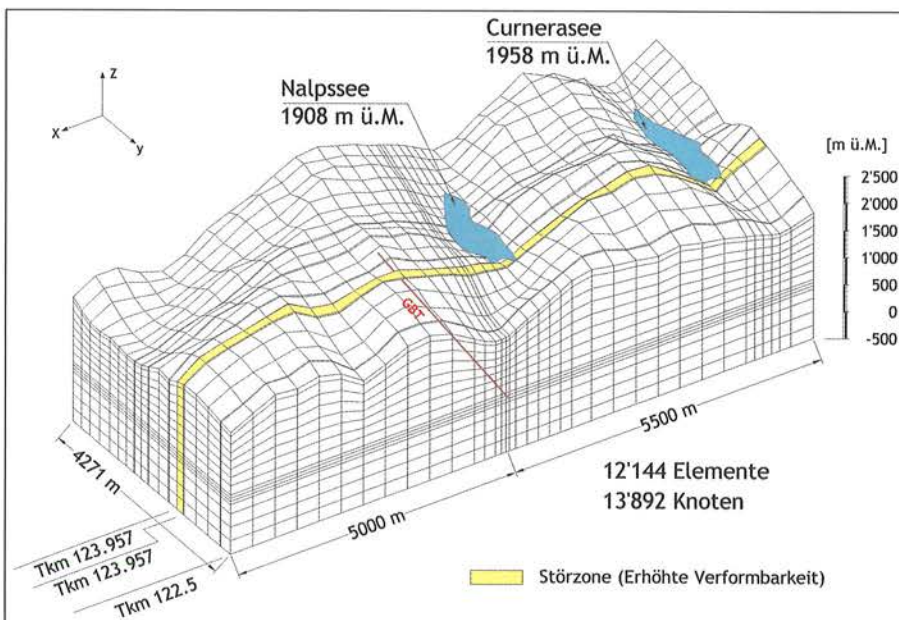 Curnerasee
1958 m ü.M.
Nalpssee
1908 m ü.M.
z
x
y
[m ü.M.]
2'500
2'000
1'500
1'000
500
0
-500
GBT
4271 m
5000 m
5500 m
12'144 Elemente
13'892 Knoten
Tkm 123.957
Tkm 123.957
Tkm 122.5
Störzone (Erhöhte Verformbarkeit)